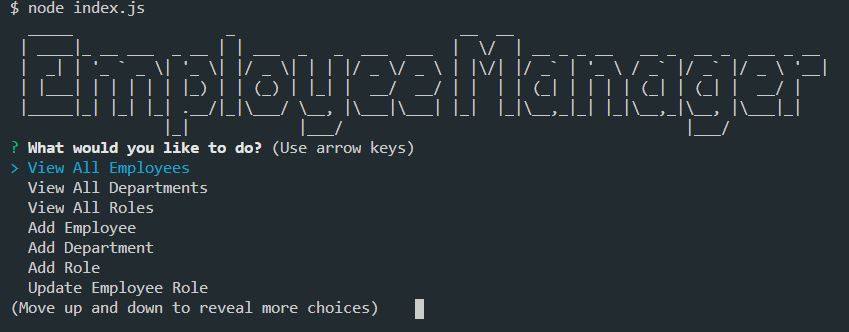 $ node index.js
Employee Manager
? What would you like to do? (Use arrow keys)
> View All Employees
View All Departments
View All Roles
Add Employee
Add Department
Add Role
Update Employee Role
(Move up and down to reveal more choices)